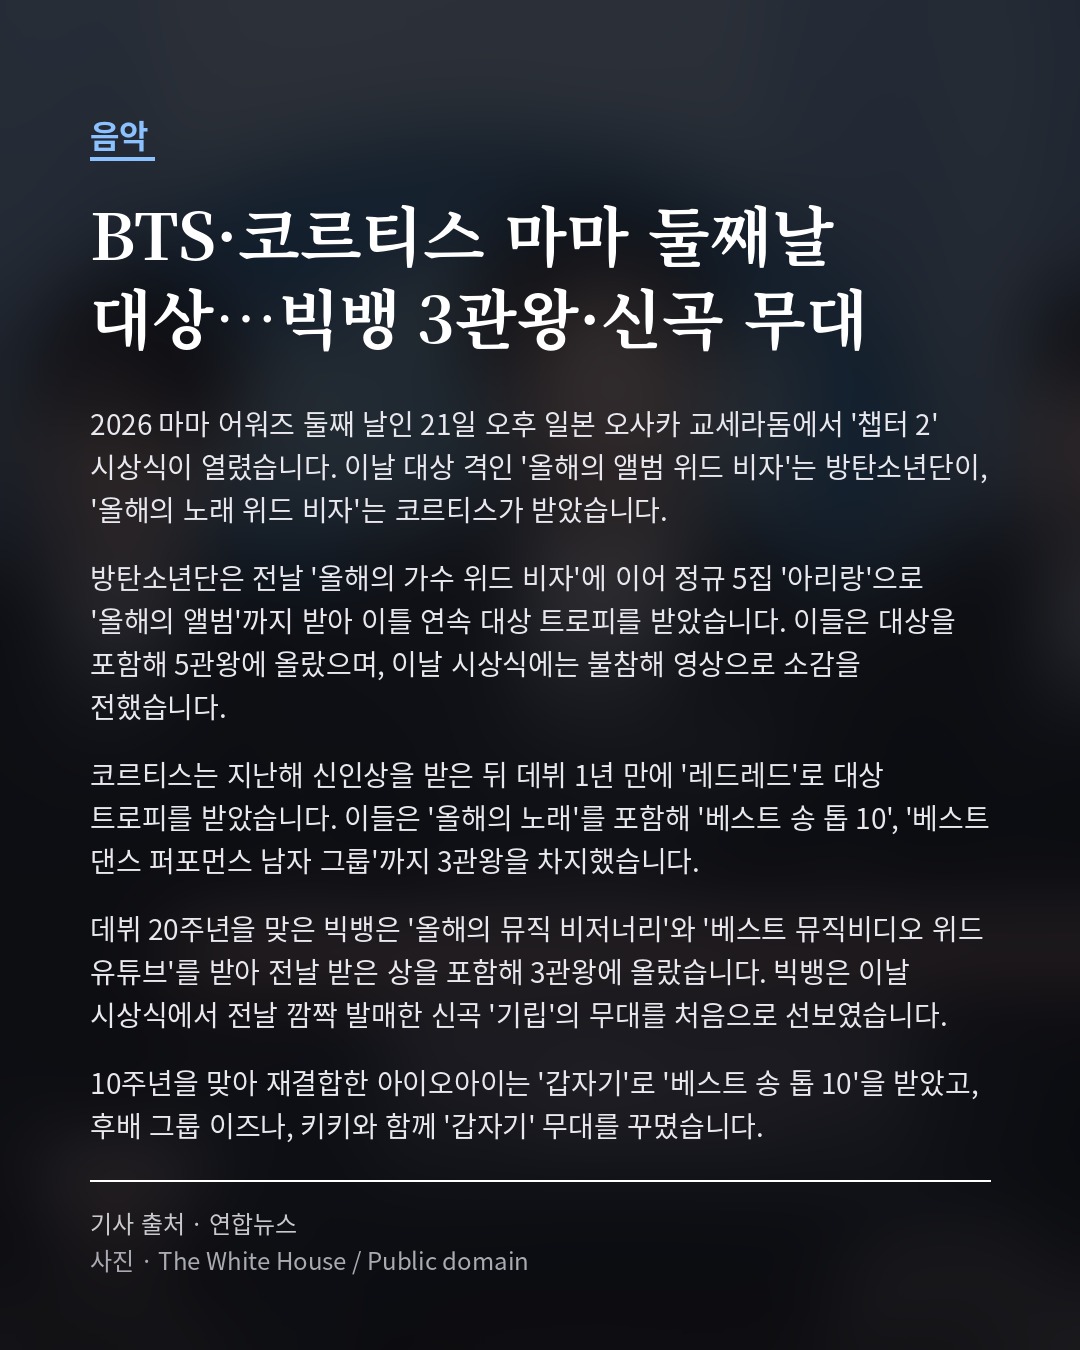 음악
BTS·코르티스 마마 둘째날
대상…빅뱅 3관왕·신곡 무대
2026 마마 어워즈 둘째 날인 21일 오후 일본 오사카 교세라돔에서 '챕터 2'
시상식이 열렸습니다. 이날 대상 격인 '올해의 앨범 위드 비자'는 방탄소년단이,
'올해의 노래 위드 비자'는 코르티스가 받았습니다.
방탄소년단은 전날 '올해의 가수 위드 비자'에 이어 정규 5집 '아리랑'으로
'올해의 앨범'까지 받아 이틀 연속 대상 트로피를 받았습니다. 이들은 대상을
포함해 5관왕에 올랐으며, 이날 시상식에는 불참해 영상으로 소감을
전했습니다.
코르티스는 지난해 신인상을 받은 뒤 데뷔 1년 만에 '레드레드'로 대상
트로피를 받았습니다. 이들은 '올해의 노래'를 포함해 '베스트 송 톱 10', '베스트
댄스 퍼포먼스 남자 그룹'까지 3관왕을 차지했습니다.
데뷔 20주년을 맞은 빅뱅은 '올해의 뮤직 비저너리'와 '베스트 뮤직비디오 위드
유튜브'를 받아 전날 받은 상을 포함해 3관왕에 올랐습니다. 빅뱅은 이날
시상식에서 전날 깜짝 발매한 신곡 '기립'의 무대를 처음으로 선보였습니다.
10주년을 맞아 재결합한 아이오아이는 '갑자기'로 '베스트 송 톱 10'을 받았고,
후배 그룹 이즈나, 키키와 함께 '갑자기' 무대를 꾸몄습니다.
기사 출처 · 연합뉴스
사진 · The White House / Public domain